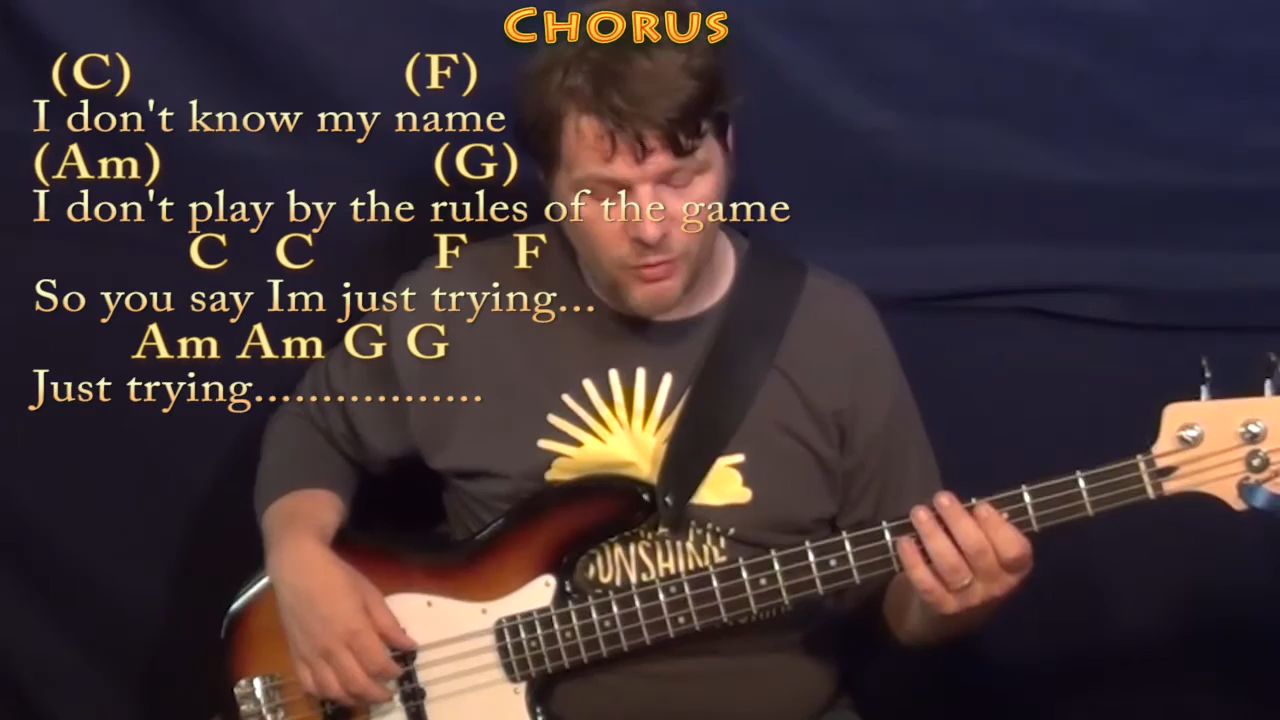 CHORUS
(C) (F)
I don't know my name
(Am) (G)
I don't play by the rules of the game
C C F F
So you say Im just trying...
Am Am G G
Just trying.................
SUNSHINE